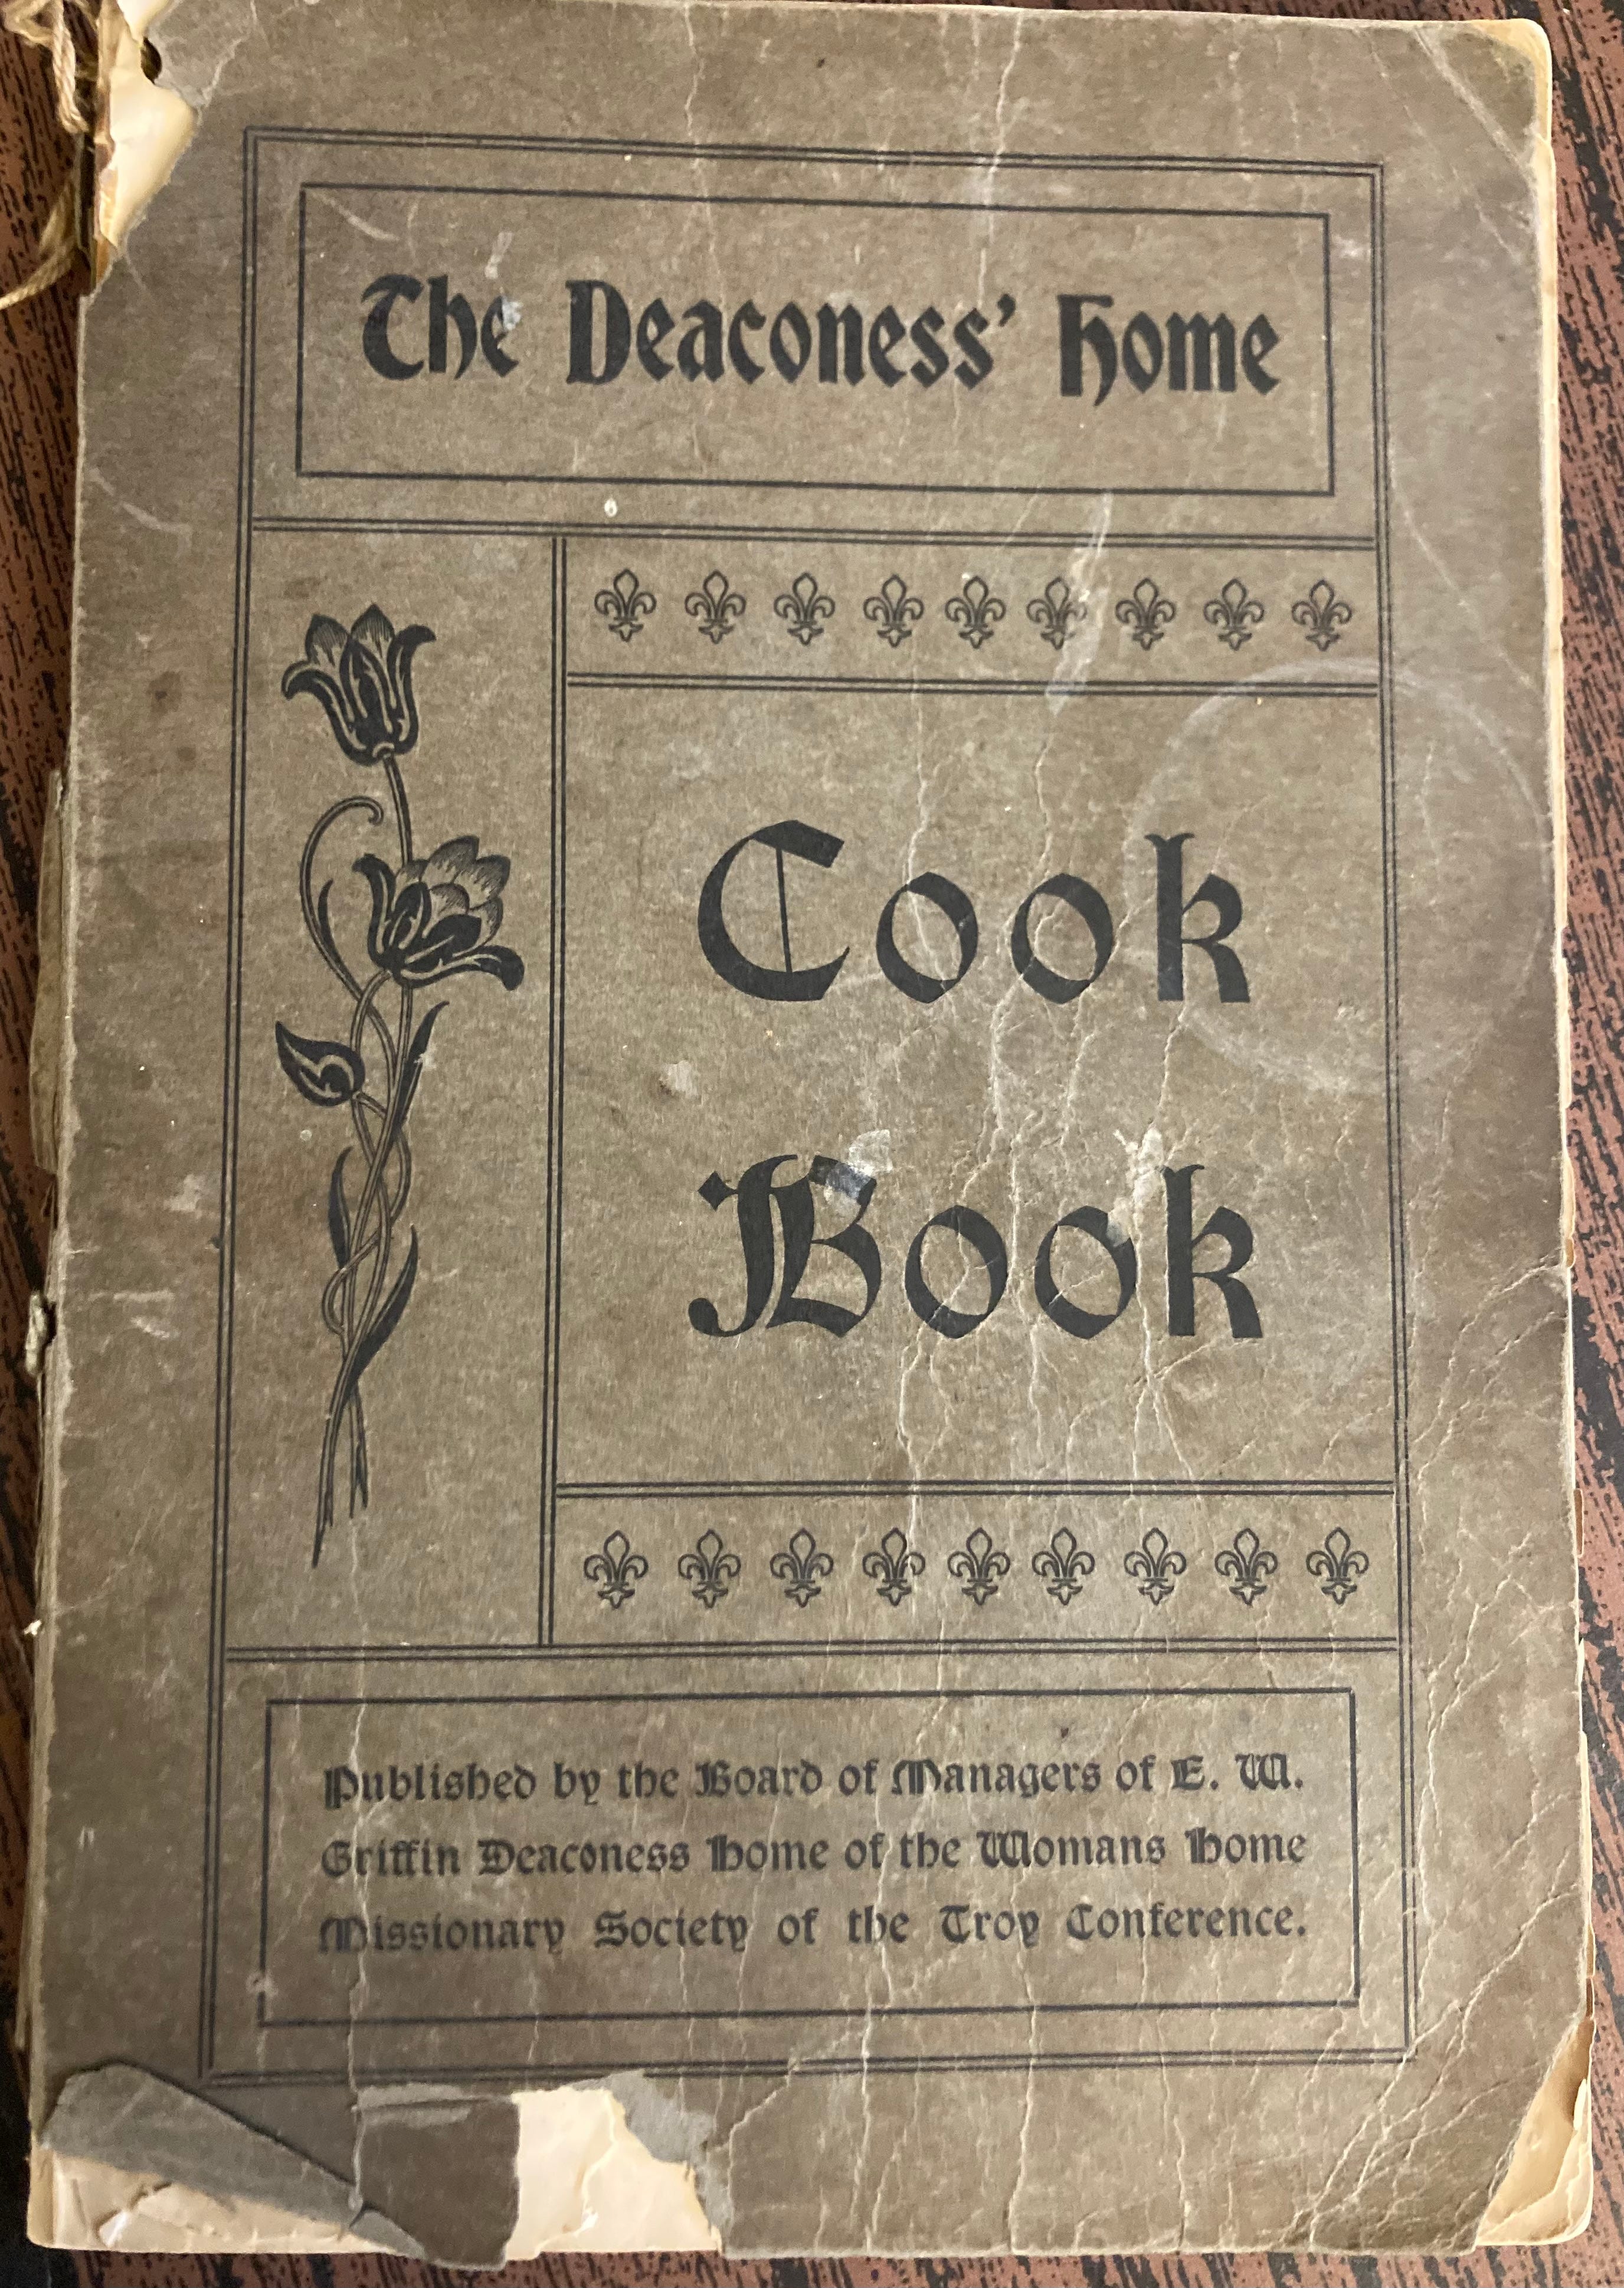 The Deaconess' Home
Cook
Book
Published by the Board of Managers of E. W.
Griffin Deaconess Home of the Womans Home
Missionary Society of the Troy Conference.